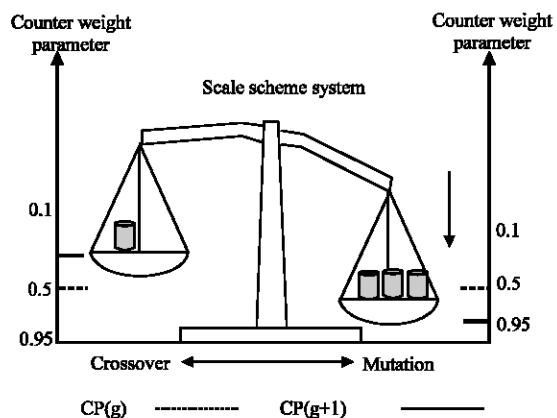 Counter weight
parameter
Counter weight
parameter
Scale scheme system
0.1
0.5
0.95
0.1
0.5
0.95
Crossover
Mutation
CP(g)
CP(g+1)